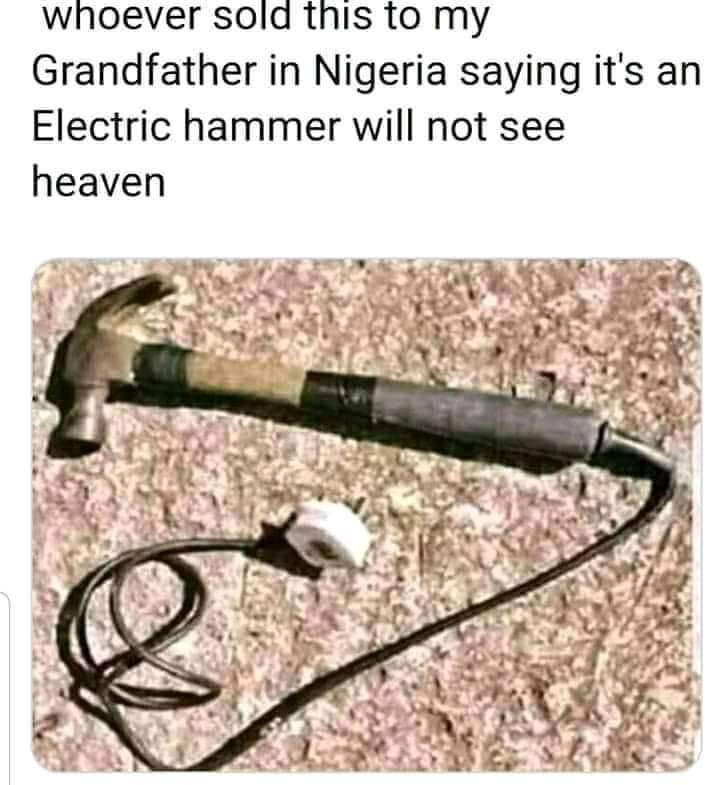 whoever sold this to my
Grandfather in Nigeria saying it's an
Electric hammer will not see
heaven